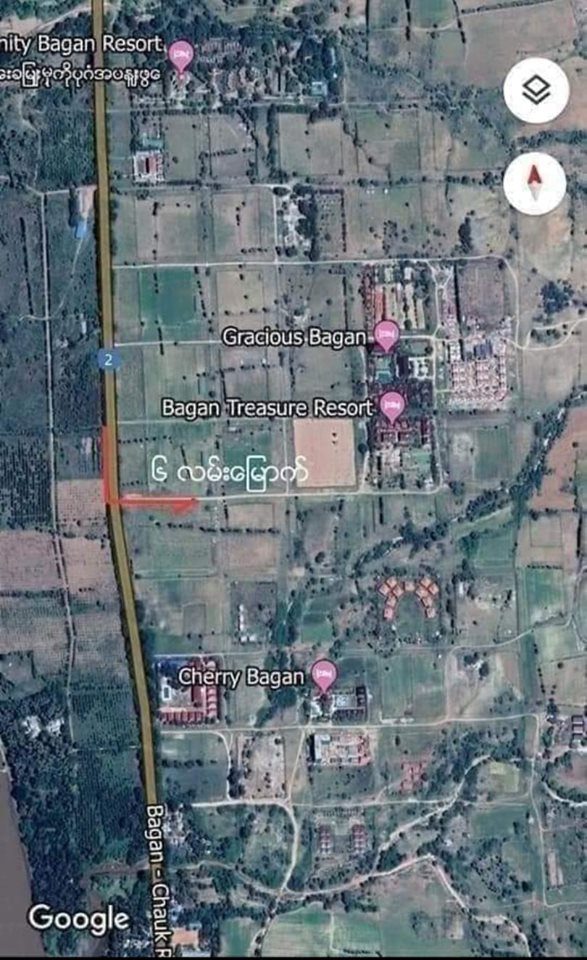 nity Bagan Resort
2
Gracious Bagan
Bagan Treasure Resort
၆ လမ်းမြောက်
Cherry Bagan
Bagan - Chauk R
Google